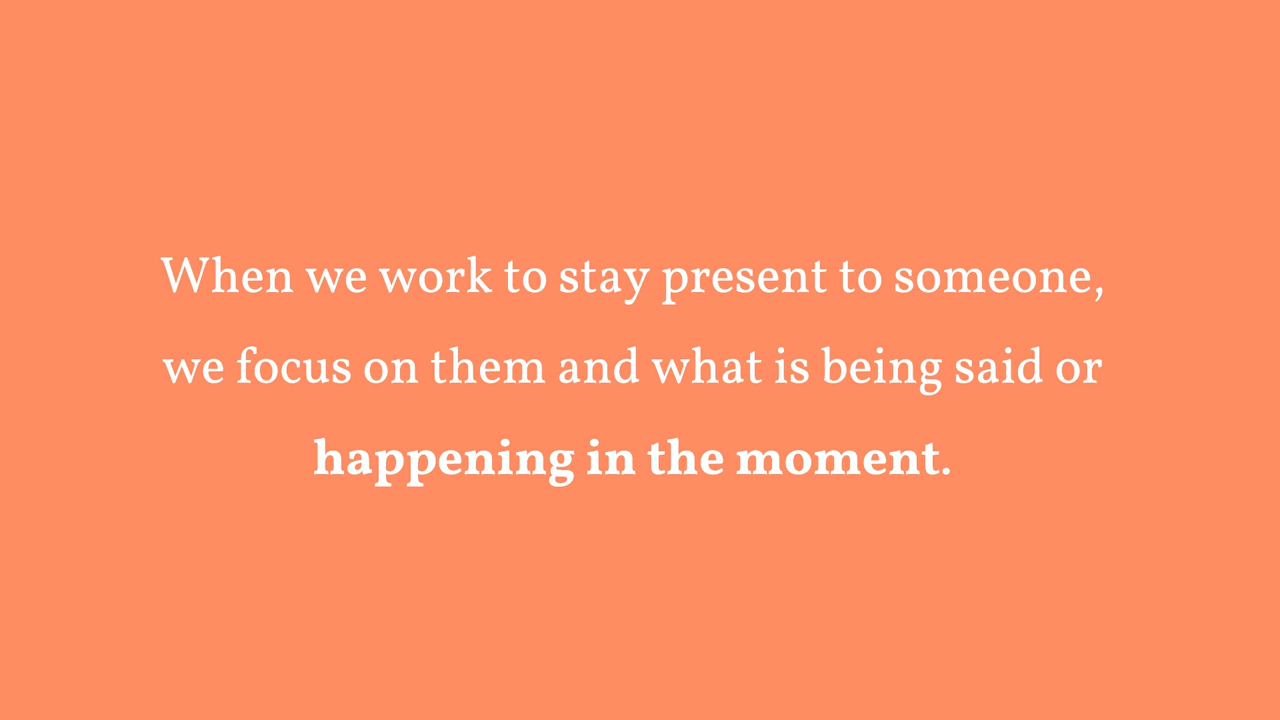 When we work to stay present to someone,
we focus on them and what is being said or
happening in the moment.